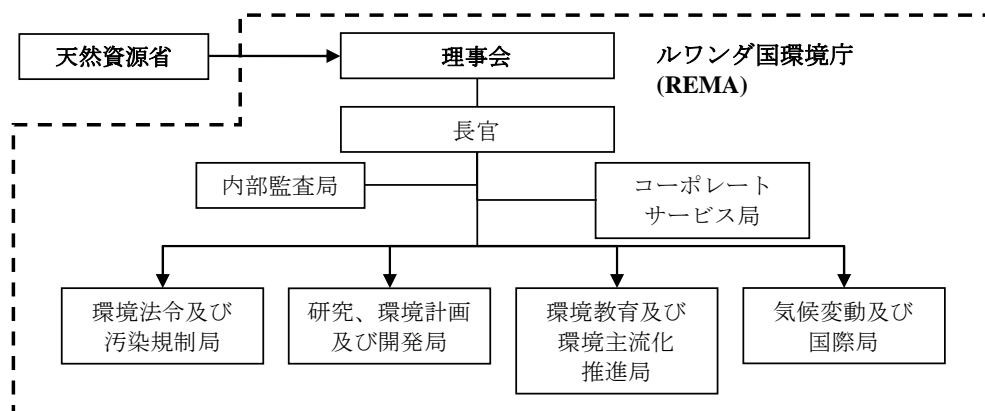 天然資源省
理事会
ルワンダ国環境庁
(REMA)
長官
内部監査局
コーポレート
サービス局
環境法令及び
汚染規制局
研究、環境計画
及び開発局
環境教育及び
環境主流化
推進局
気候変動及び
国際局